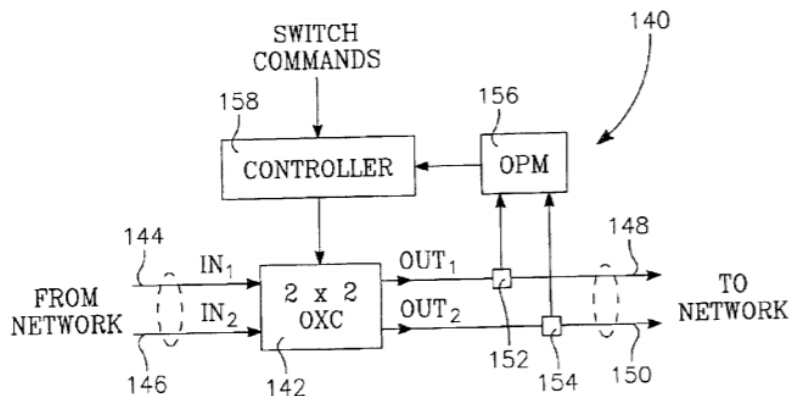 SWITCH
COMMANDS
140
158
156
CONTROLLER
OPM
144
IN1
OUT1
148
FROM
NETWORK
2 x 2
OXC
TO
NETWORK
IN2
OUT2
146
142
152
154
150